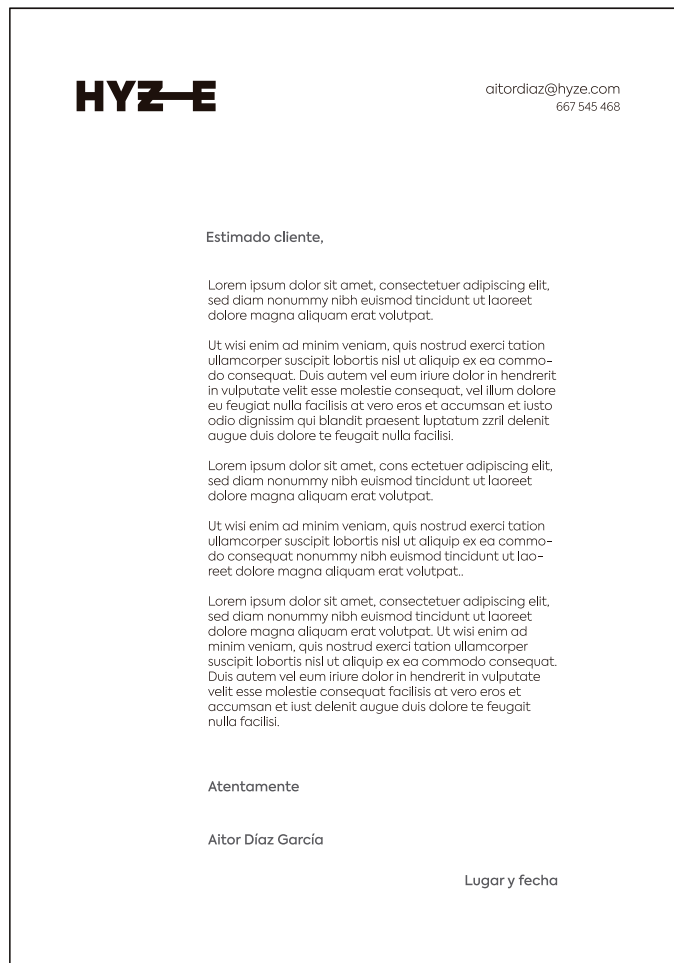 HYZE
aitordiaz@hyze.com
667 545 468
Estimado cliente,
Lorem ipsum dolor sit amet, consectetuer adipiscing elit,
sed diam nonummy nibh euismod tincidunt ut laoreet
dolore magna aliquam erat volutpat.
Ut wisi enim ad minim veniam, quis nostrud exerci tation
ullamcorper suscipit lobortis nisl ut aliquip ex ea commo-
do consequat. Duis autem vel eum iriure dolor in hendrerit
in vulputate velit esse molestie consequat, vel illum dolore
eu feugiat nulla facilisis at vero eros et accumsan et iusto
odio dignissim qui blandit praesent luptatum zzril delenit
augue duis dolore te feugait nulla facilisi.
Lorem ipsum dolor sit amet, cons ectetuer adipiscing elit,
sed diam nonummy nibh euismod tincidunt ut laoreet
dolore magna aliquam erat volutpat.
Ut wisi enim ad minim veniam, quis nostrud exerci tation
ullamcorper suscipit lobortis nisl ut aliquip ex ea commo-
do consequat nonummy nibh euismod tincidunt ut lao-
reet dolore magna aliquam erat volutpat..
Lorem ipsum dolor sit amet, consectetuer adipiscing elit,
sed diam nonummy nibh euismod tincidunt ut laoreet
dolore magna aliquam erat volutpat. Ut wisi enim ad
minim veniam, quis nostrud exerci tation ullamcorper
suscipit lobortis nisl ut aliquip ex ea commodo consequat.
Duis autem vel eum iriure dolor in hendrerit in vulputate
velit esse molestie consequat facilisis at vero eros et
accumsan et iust delenit augue duis dolore te feugait
nulla facilisi.
Atentamente
Aitor Díaz García
Lugar y fecha